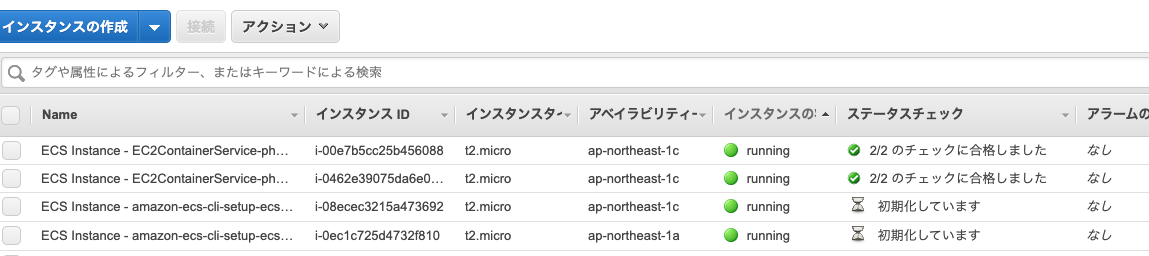 インスタンスの作成 接続 アクション
タグや属性によるフィルター、またはキーワードによる検索
Name インスタンス ID インスタンスタ アベイラビリティー インスタンスの ステータスチェック アラームの
ECS Instance - EC2ContainerService-ph… i-00e7b5cc25b456088 t2.micro ap-northeast-1c running 2/2 のチェックに合格しました なし
ECS Instance - EC2ContainerService-ph… i-0462e39075da6e0… t2.micro ap-northeast-1c running 2/2 のチェックに合格しました なし
ECS Instance - amazon-ecs-cli-setup-ecs… i-08ecec3215a473692 t2.micro ap-northeast-1c running 初期化しています なし
ECS Instance - amazon-ecs-cli-setup-ecs… i-0ec1c725d4732f810 t2.micro ap-northeast-1a running 初期化しています なし